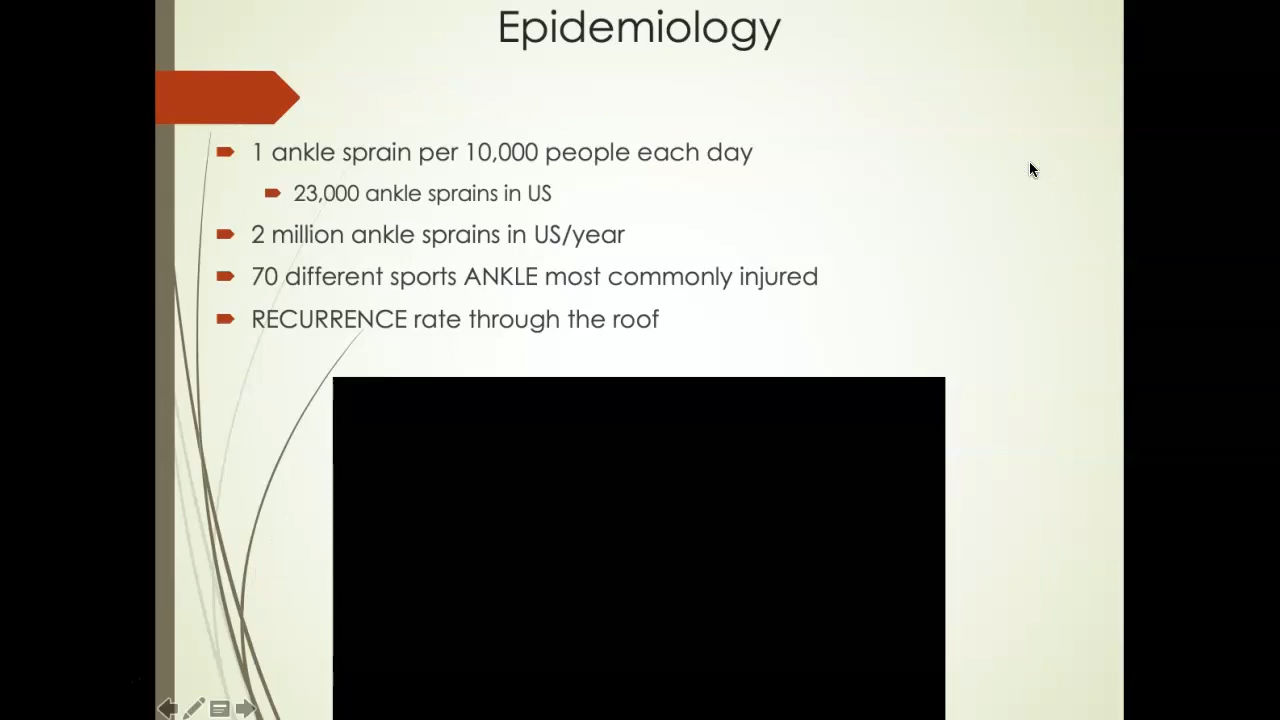 Epidemiology
1 ankle sprain per 10,000 people each day
23,000 ankle sprains in US
2 million ankle sprains in US/year
70 different sports ANKLE most commonly injured
RECURRENCE rate through the roof